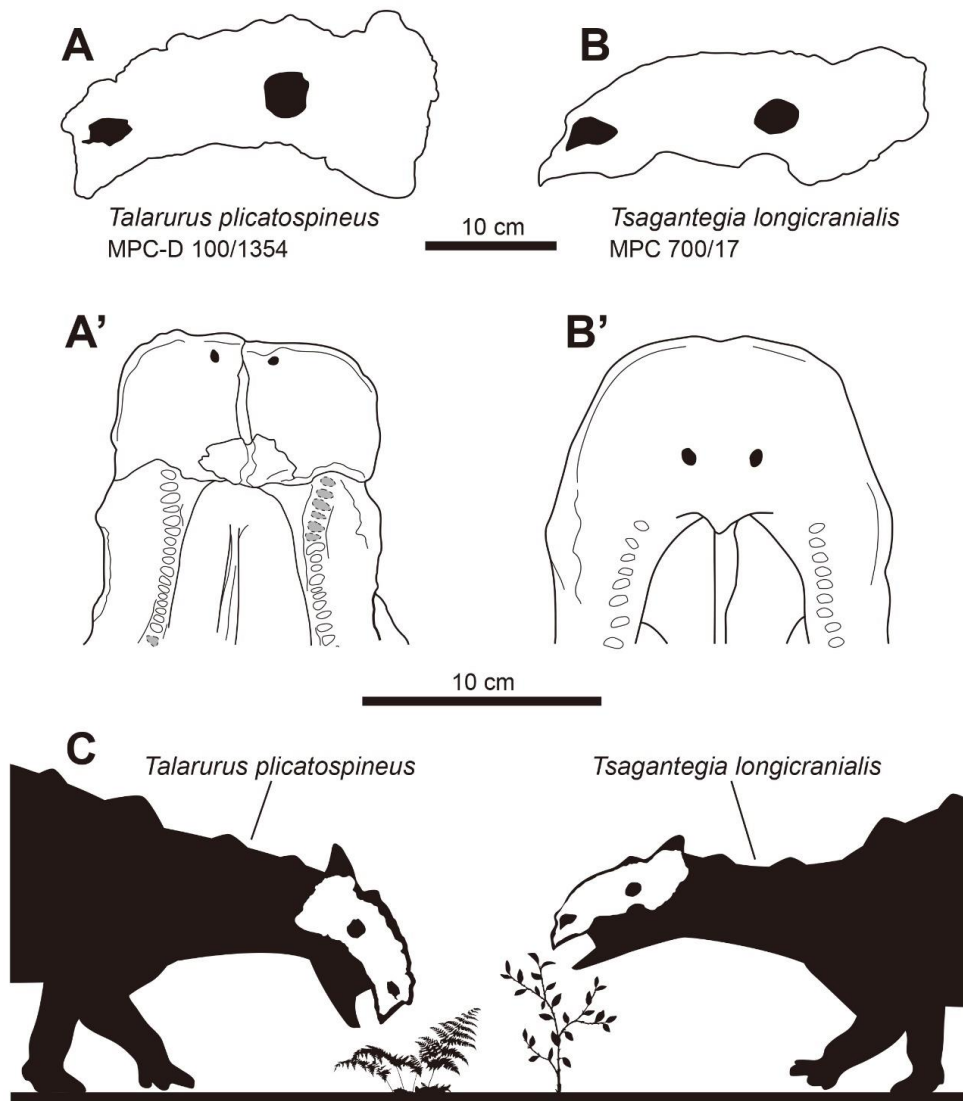 A
B
Talarurus plicatospineus
MPC-D 100/1354
10 cm
Tsagantegia longicranialis
MPC 700/17
A’
B’
10 cm
C
Talarurus plicatospineus
Tsagantegia longicranialis